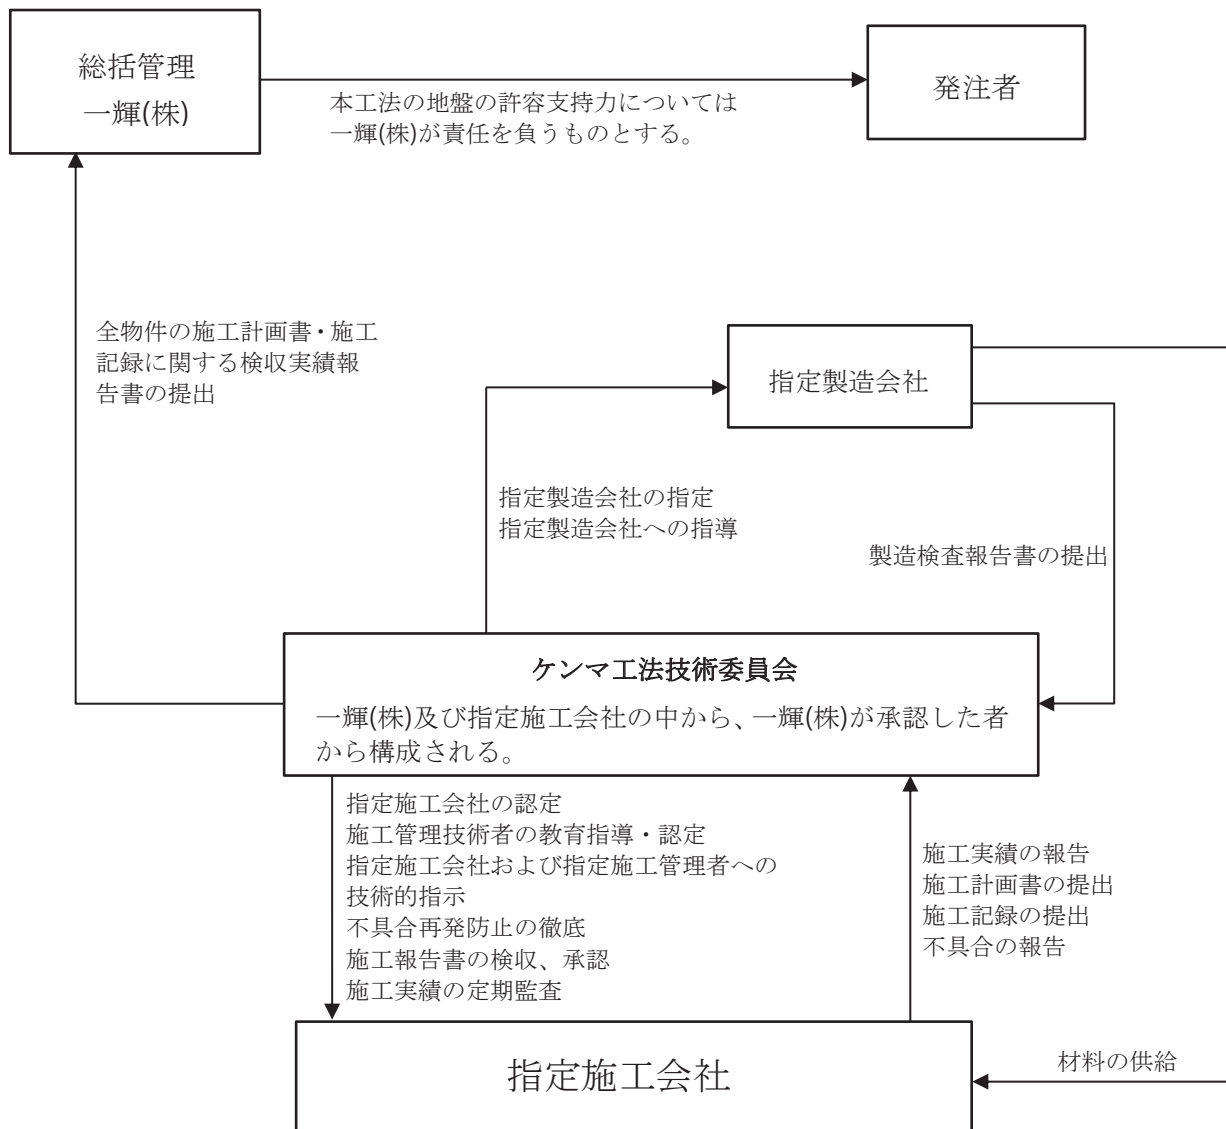 総括管理
一輝(株)
本工法の地盤の許容支持力については
一輝(株)が責任を負うものとする。
発注者
全物件の施工計画書・施工
記録に関する検収実績報
告書の提出
指定製造会社
指定製造会社の指定
指定製造会社への指導
製造検査報告書の提出
ケンマ工法技術委員会
一輝(株)及び指定施工会社の中から、一輝(株)が承認した者
から構成される。
指定施工会社の認定
施工管理技術者の教育指導・認定
指定施工会社および指定施工管理者への
技術的指示
不具合再発防止の徹底
施工報告書の検収、承認
施工実績の定期監査
施工実績の報告
施工計画書の提出
施工記録の提出
不具合の報告
指定施工会社
材料の供給